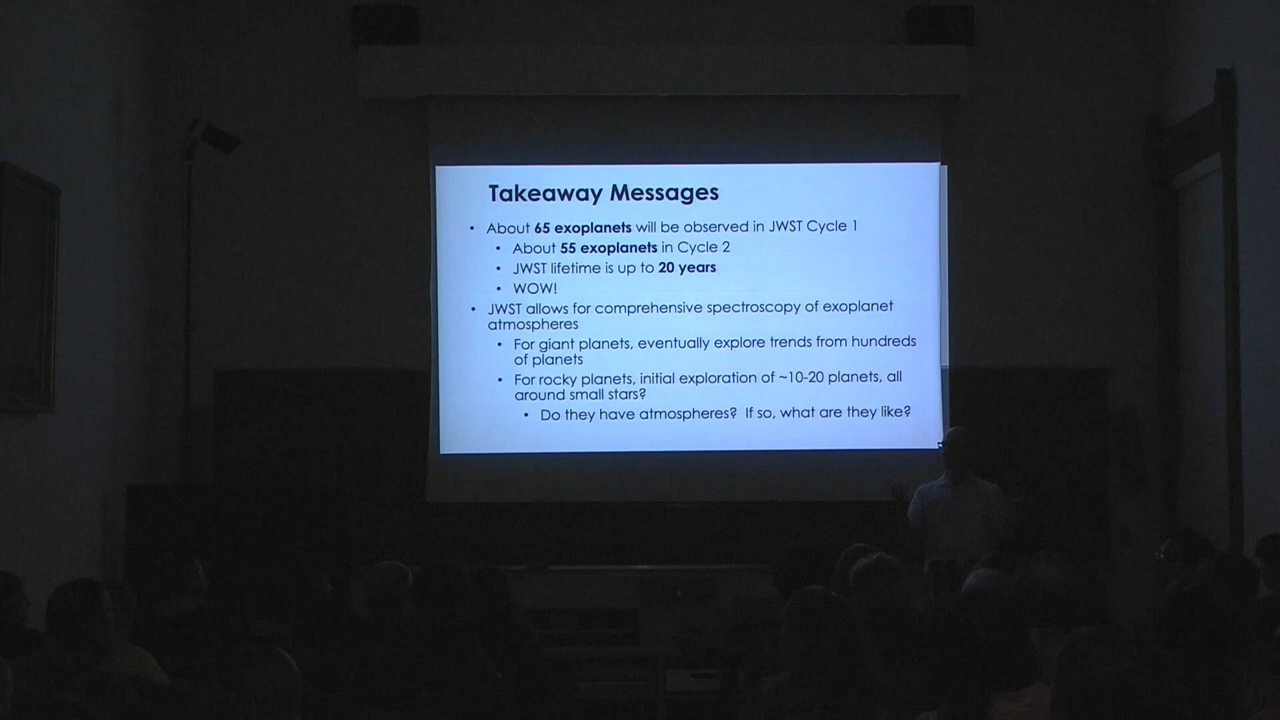 Takeaway Messages
• About 65 exoplanets will be observed in JWST Cycle 1
• About 55 exoplanets in Cycle 2
• JWST lifetime is up to 20 years
• WOW!
• JWST allows for comprehensive spectroscopy of exoplanet
atmospheres
• For giant planets, eventually explore trends from hundreds
of planets
• For rocky planets, initial exploration of ~10-20 planets, all
around small stars?
• Do they have atmospheres? If so, what are they like?